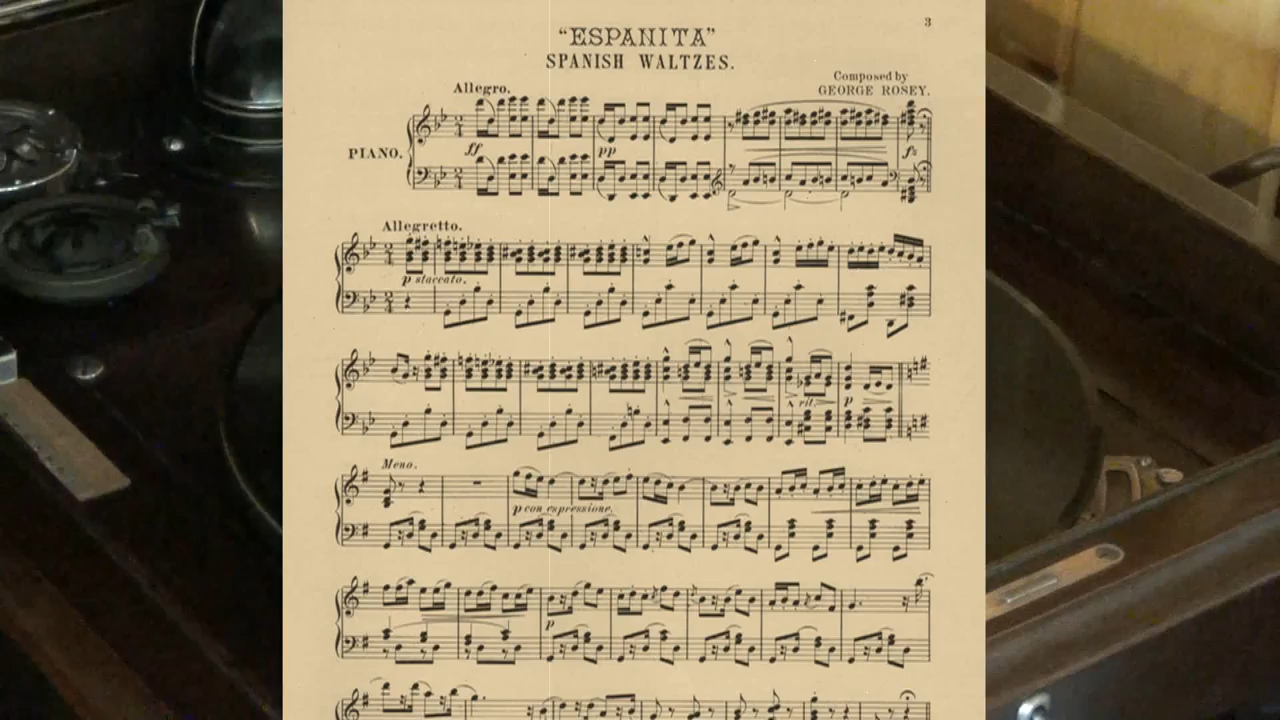 3
"ESPANITA"
SPANISH WALTZES.
Composed by
GEORGE ROSEY.
Allegro.
PIANO.
ff
pp
fz
Allegretto.
p staccato.
rit.
p
Meno.
p con espressione.
p